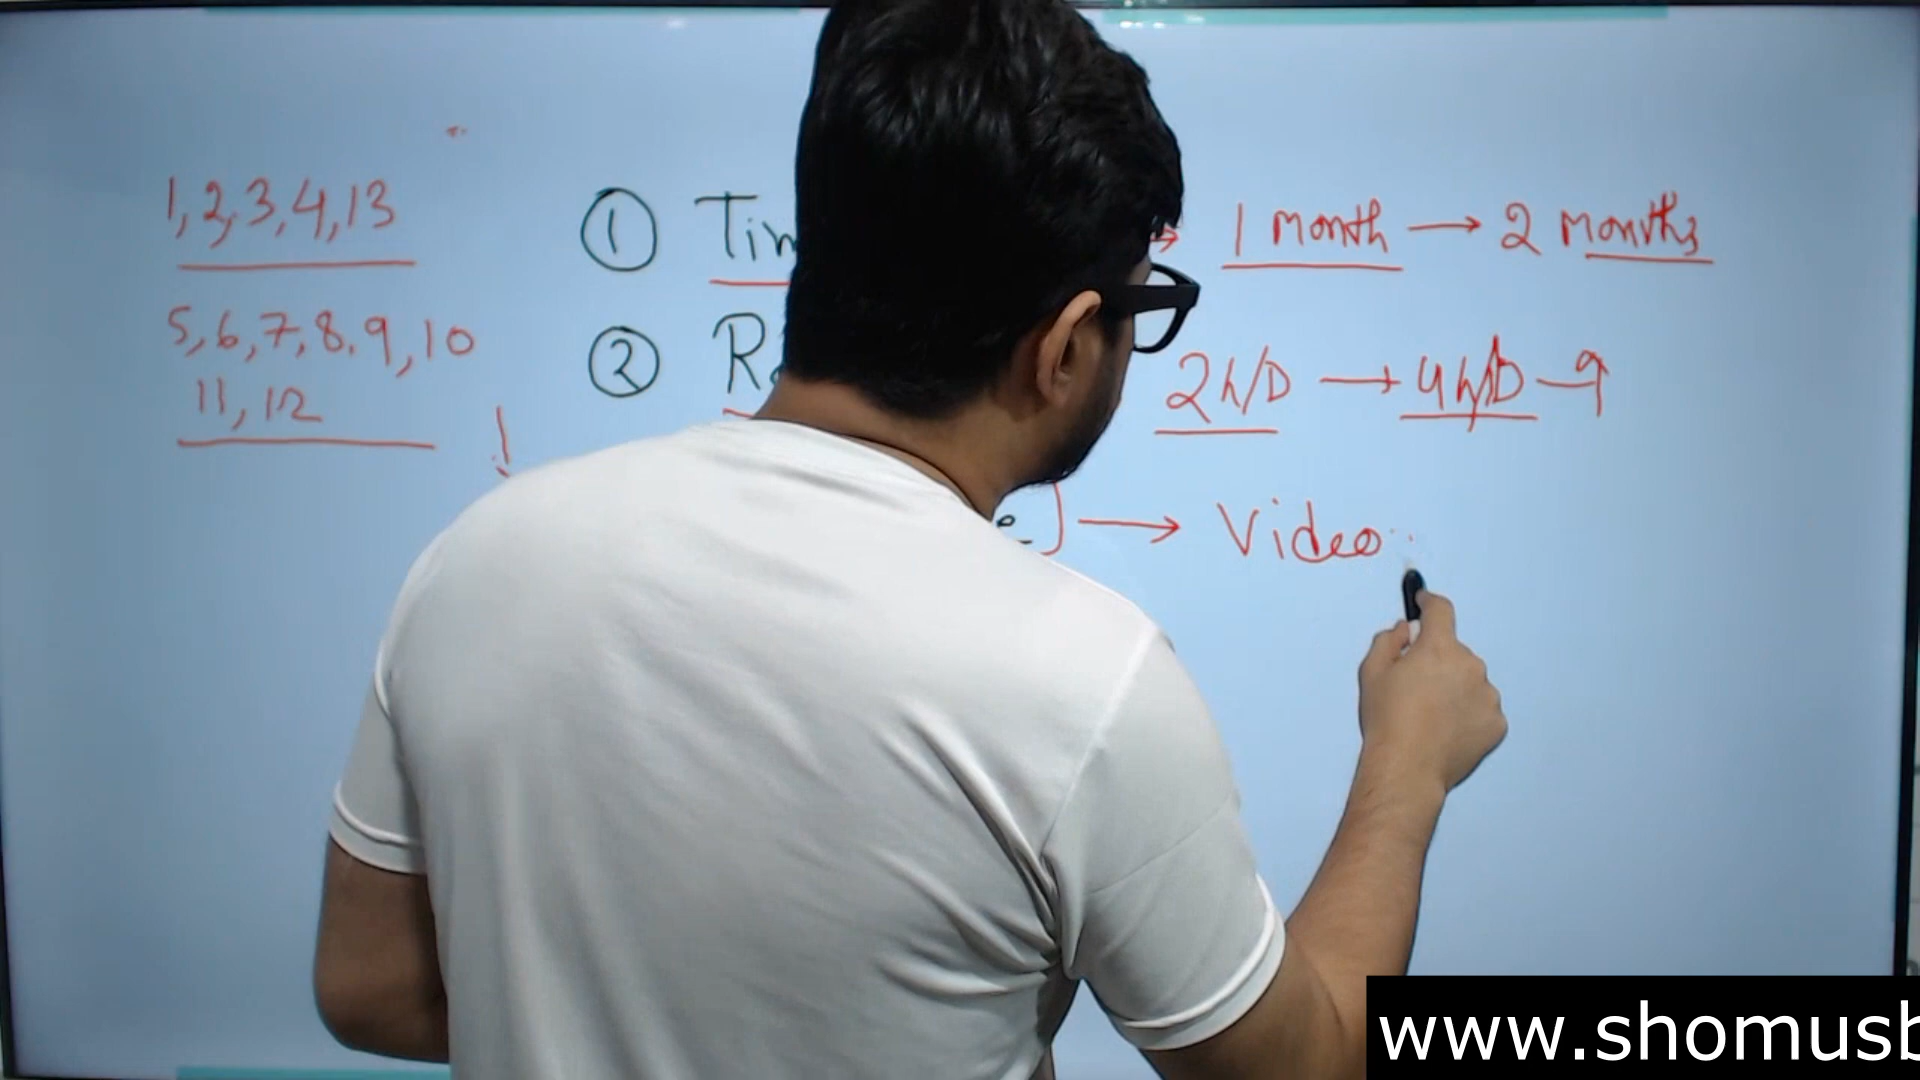 1,2,3,4,13
5,6,7,8,9,10
11,12
① Tim
1 month → 2 months
②
2h/D → 4h/D
→ Video
www.shomusb